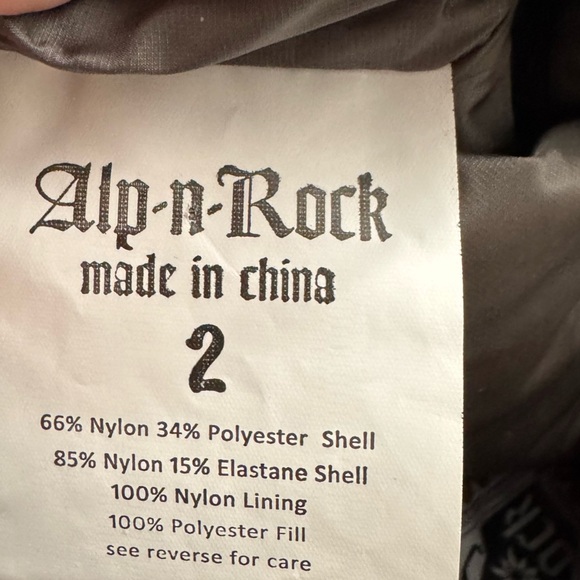 Alp-n-Rock
made in china
2
66% Nylon 34% Polyester Shell
85% Nylon 15% Elastane Shell
100% Nylon Lining
100% Polyester Fill
see reverse for care